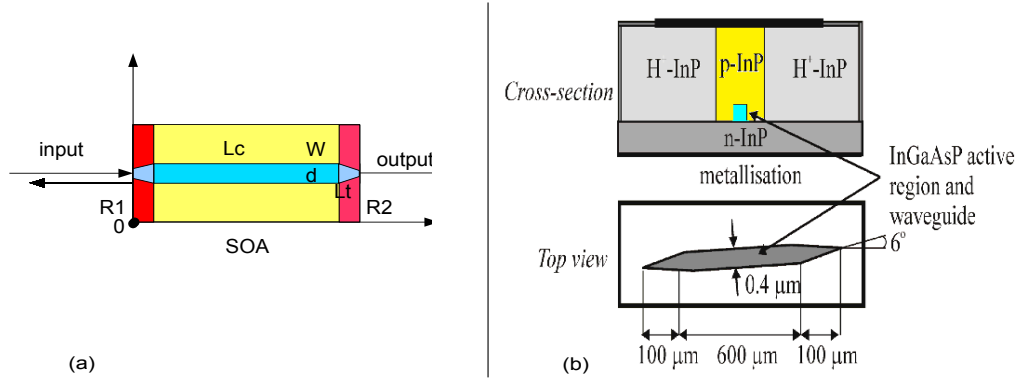 (a)
Lc
W
input
output
d
Lt
R1
R2
0
SOA
(b)
H⁺-InP
p-InP
H⁺-InP
Cross-section
n-InP
metallisation
InGaAsP active
region and
waveguide
6°
Top view
0.4 µm
100 µm
600 µm
100 µm
(a)
(b)